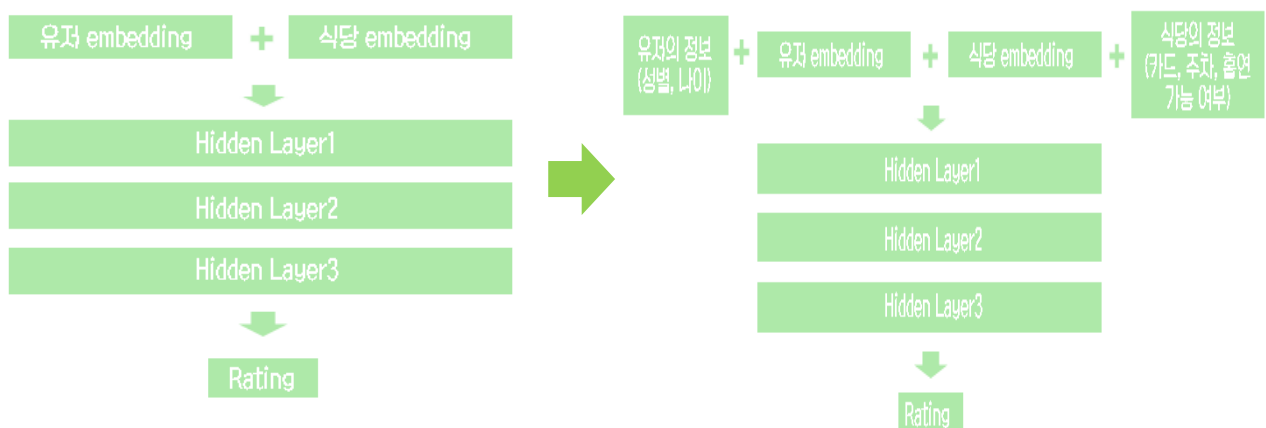 유저 embedding + 식당 embedding
Hidden Layer1
Hidden Layer2
Hidden Layer3
Rating
유저의 정보
(성별, 나이)
+ 유저 embedding + 식당 embedding +
식당의 정보
(카드, 주차, 흡연
가능 여부)
Hidden Layer1
Hidden Layer2
Hidden Layer3
Rating